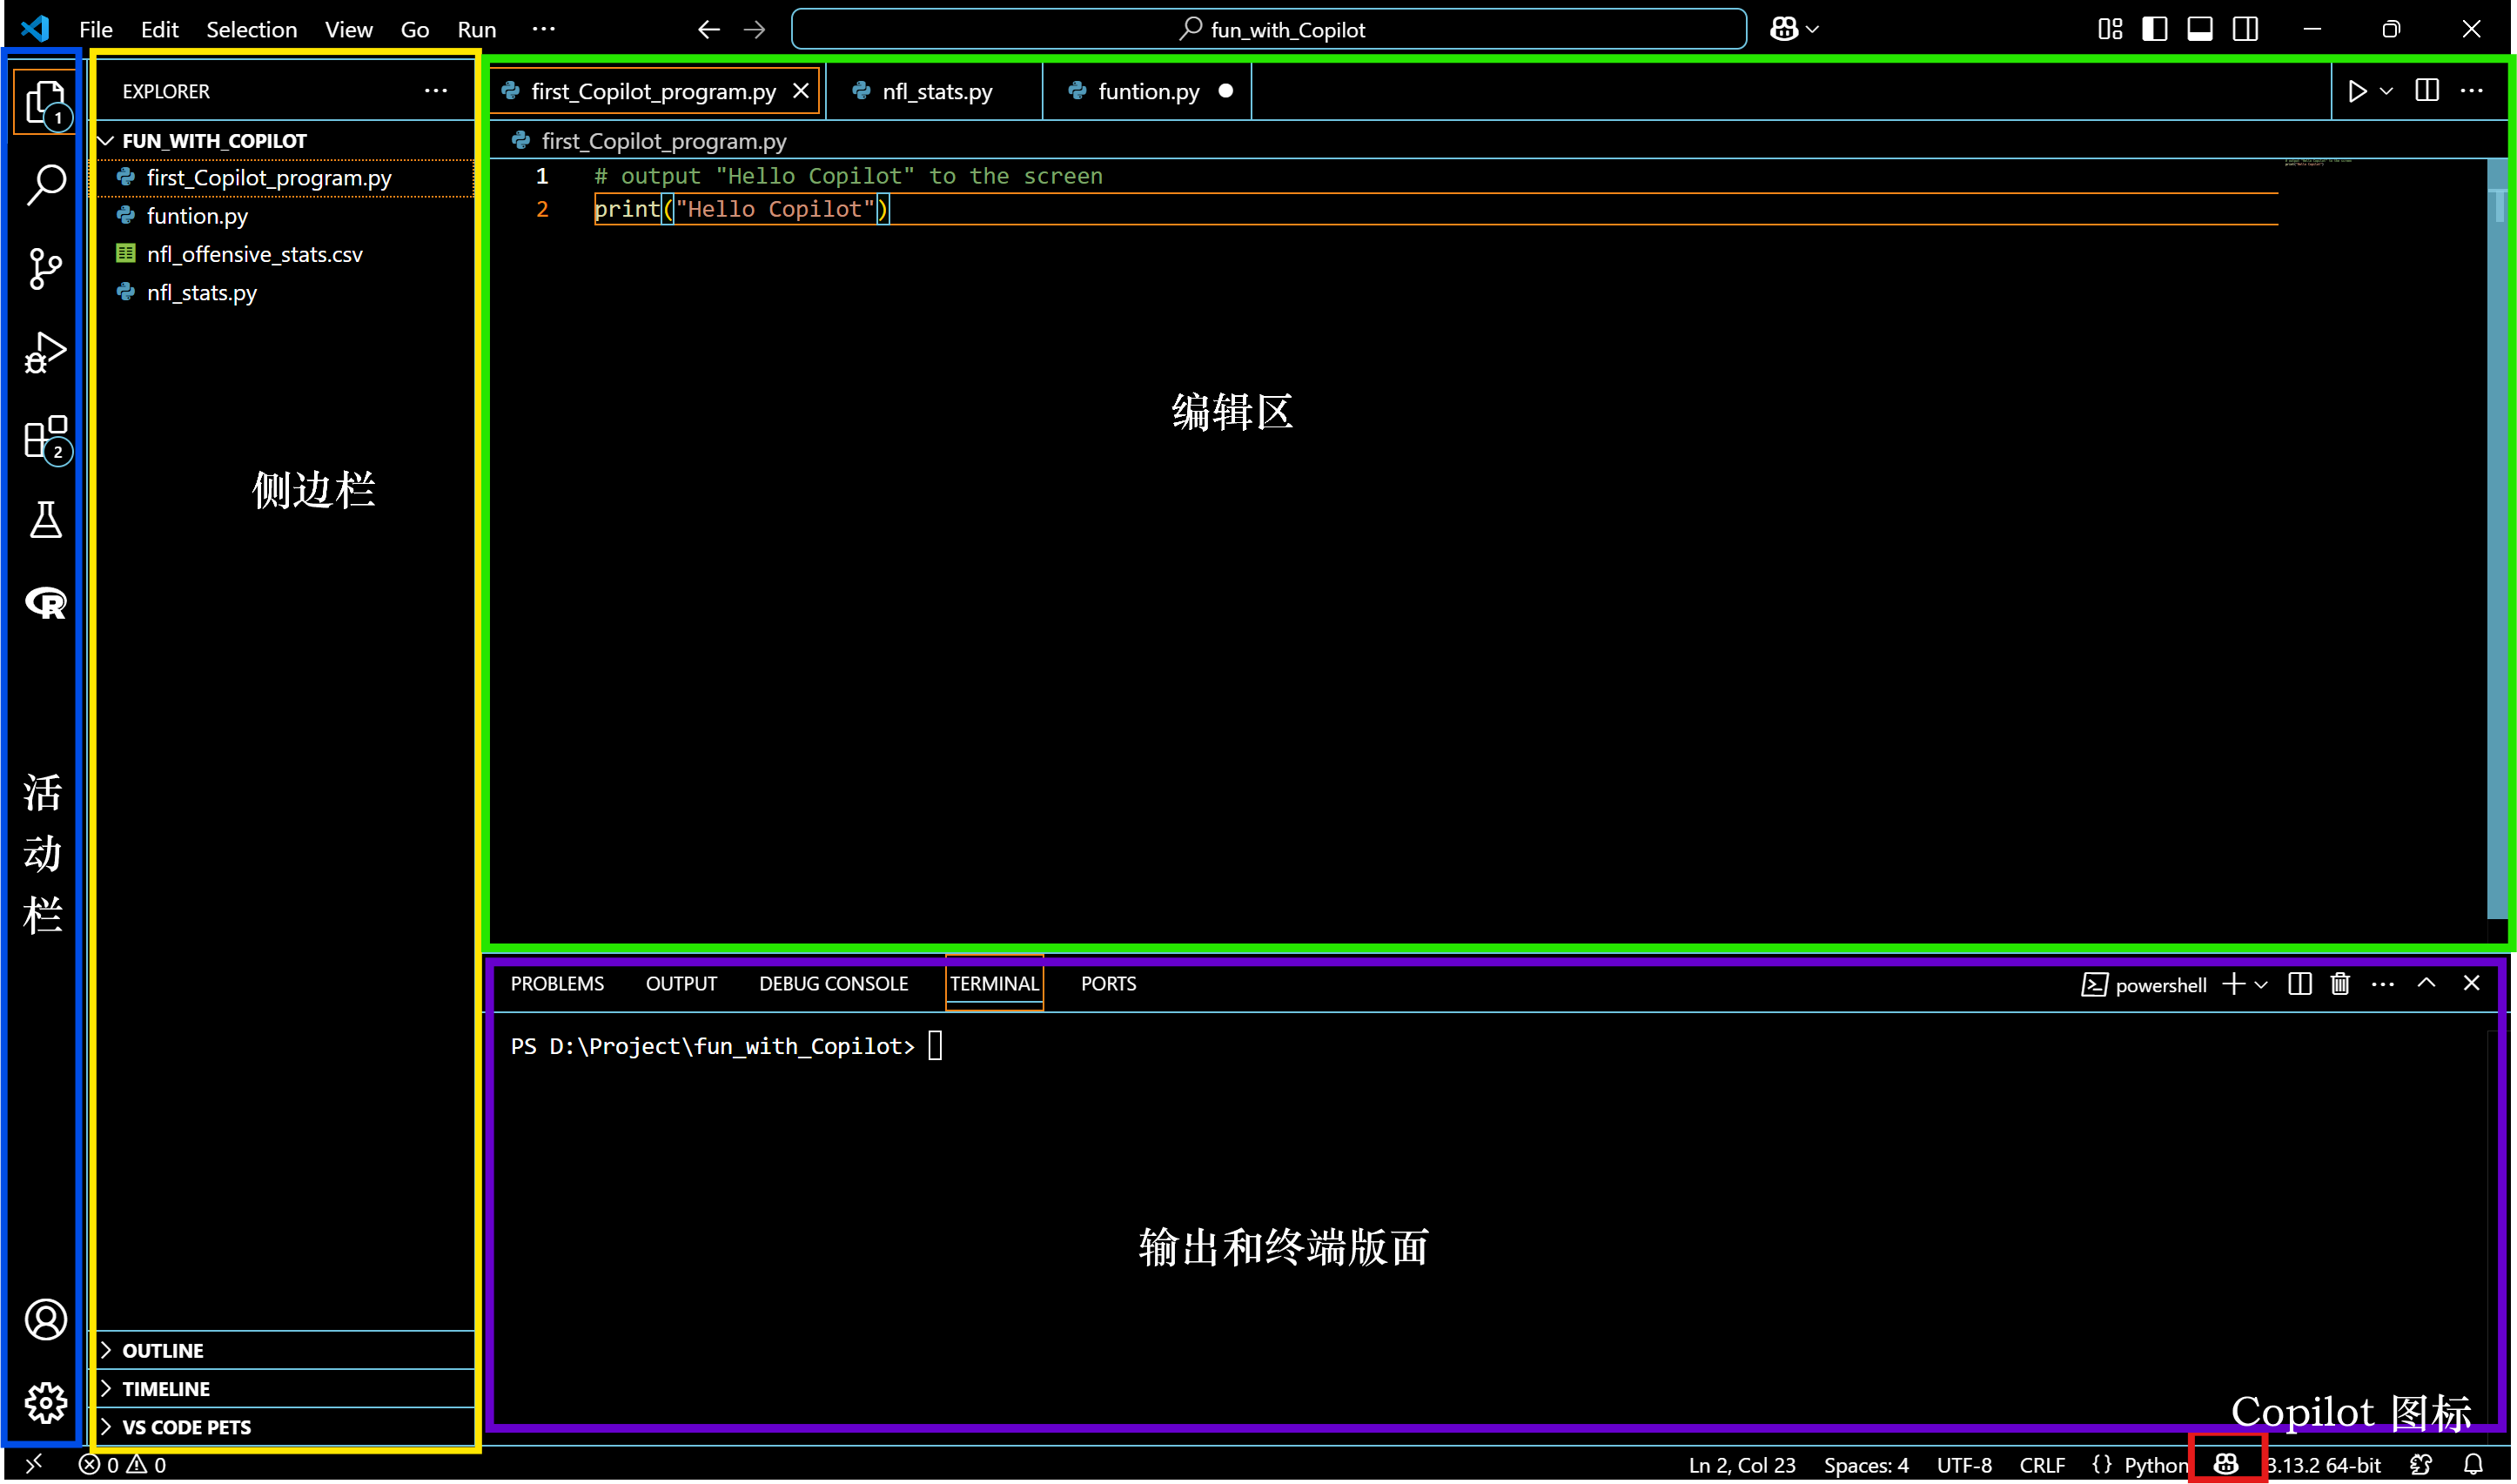 File Edit Selection View Go Run ...
fun_with_Copilot
EXPLORER
1
2
FUN_WITH_COPILOT
first_Copilot_program.py
funtion.py
nfl_offensive_stats.csv
nfl_stats.py
侧边栏
活
动
栏
OUTLINE
TIMELINE
VS CODE PETS
first_Copilot_program.py nfl_stats.py funtion.py
first_Copilot_program.py
1 # output "Hello Copilot" to the screen
2 print("Hello Copilot")
编辑区
PROBLEMS OUTPUT DEBUG CONSOLE TERMINAL PORTS
powershell
PS D:\Project\fun_with_Copilot>
输出和终端版面
Copilot 图标
0 0
Ln 2, Col 23 Spaces: 4 UTF-8 CRLF {} Python 3.13.2 64-bit